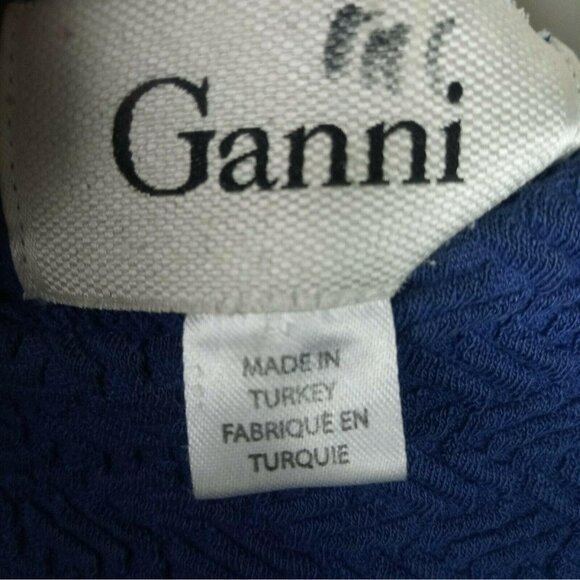 Ganni
MADE IN
TURKEY
FABRIQUÉ EN
TURQUIE